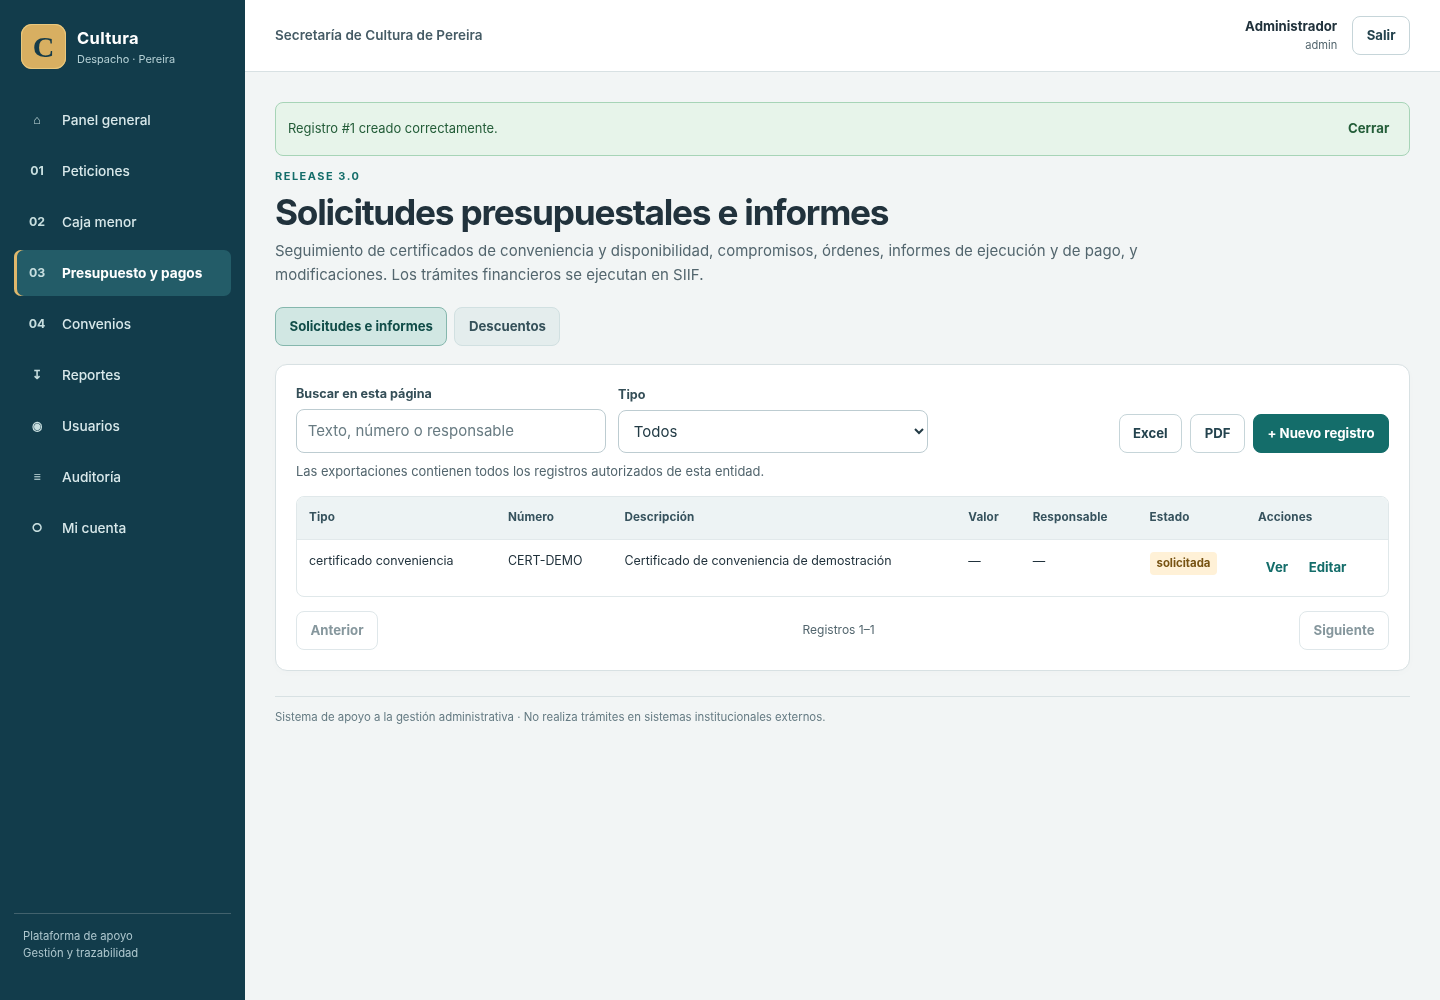 C
Cultura
Despacho · Pereira
⌂ Panel general
01 Peticiones
02 Caja menor
03 Presupuesto y pagos
04 Convenios
↧ Reportes
◉ Usuarios
≡ Auditoría
Mi cuenta
Plataforma de apoyo
Gestión y trazabilidad
Secretaría de Cultura de Pereira
Administrador
admin
Salir
Registro #1 creado correctamente.
Cerrar
RELEASE 3.0
Solicitudes presupuestales e informes
Seguimiento de certificados de conveniencia y disponibilidad, compromisos, órdenes, informes de ejecución y de pago, y
modificaciones. Los trámites financieros se ejecutan en SIIF.
Solicitudes e informes
Descuentos
Buscar en esta página
Tipo
Texto, número o responsable
Todos
Excel
PDF
+ Nuevo registro
Las exportaciones contienen todos los registros autorizados de esta entidad.
Tipo Número Descripción Valor Responsable Estado Acciones
certificado conveniencia CERT-DEMO Certificado de conveniencia de demostración — — solicitada Ver Editar
Anterior
Registros 1–1
Siguiente
Sistema de apoyo a la gestión administrativa · No realiza trámites en sistemas institucionales externos.